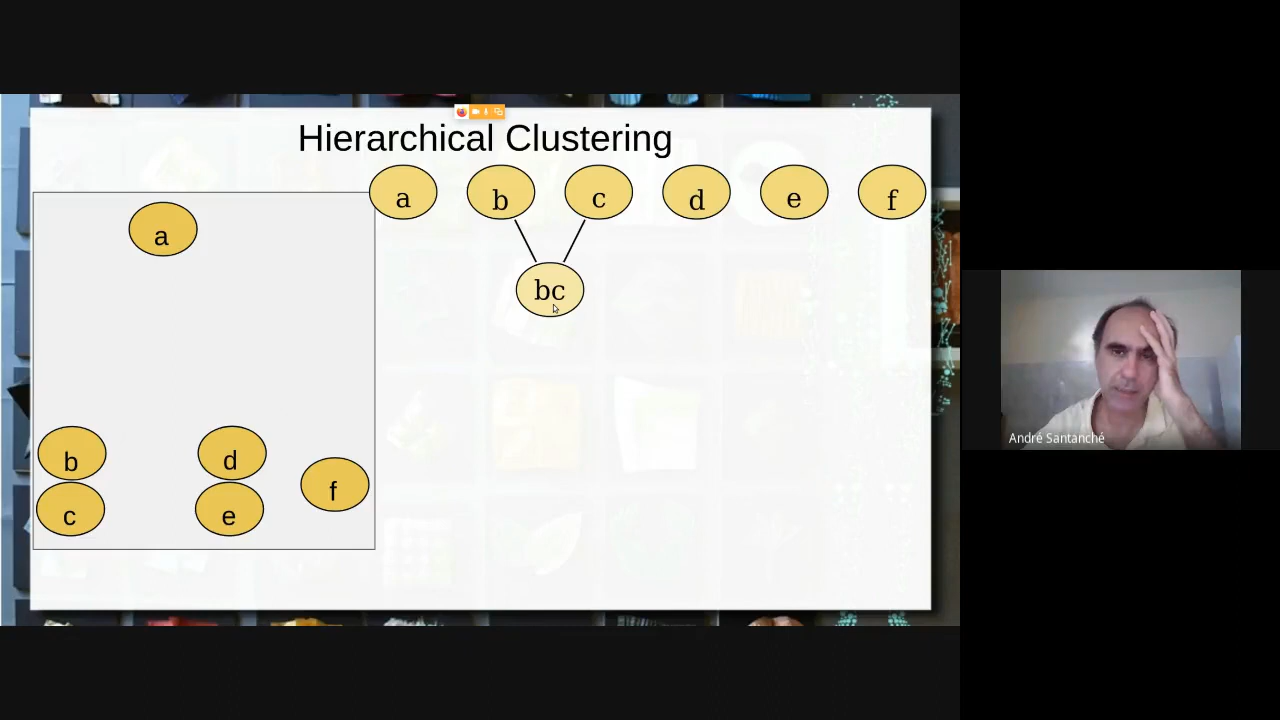 Hierarchical Clustering
a b c d e f
a
bc
b d
f
c e
André Santanché